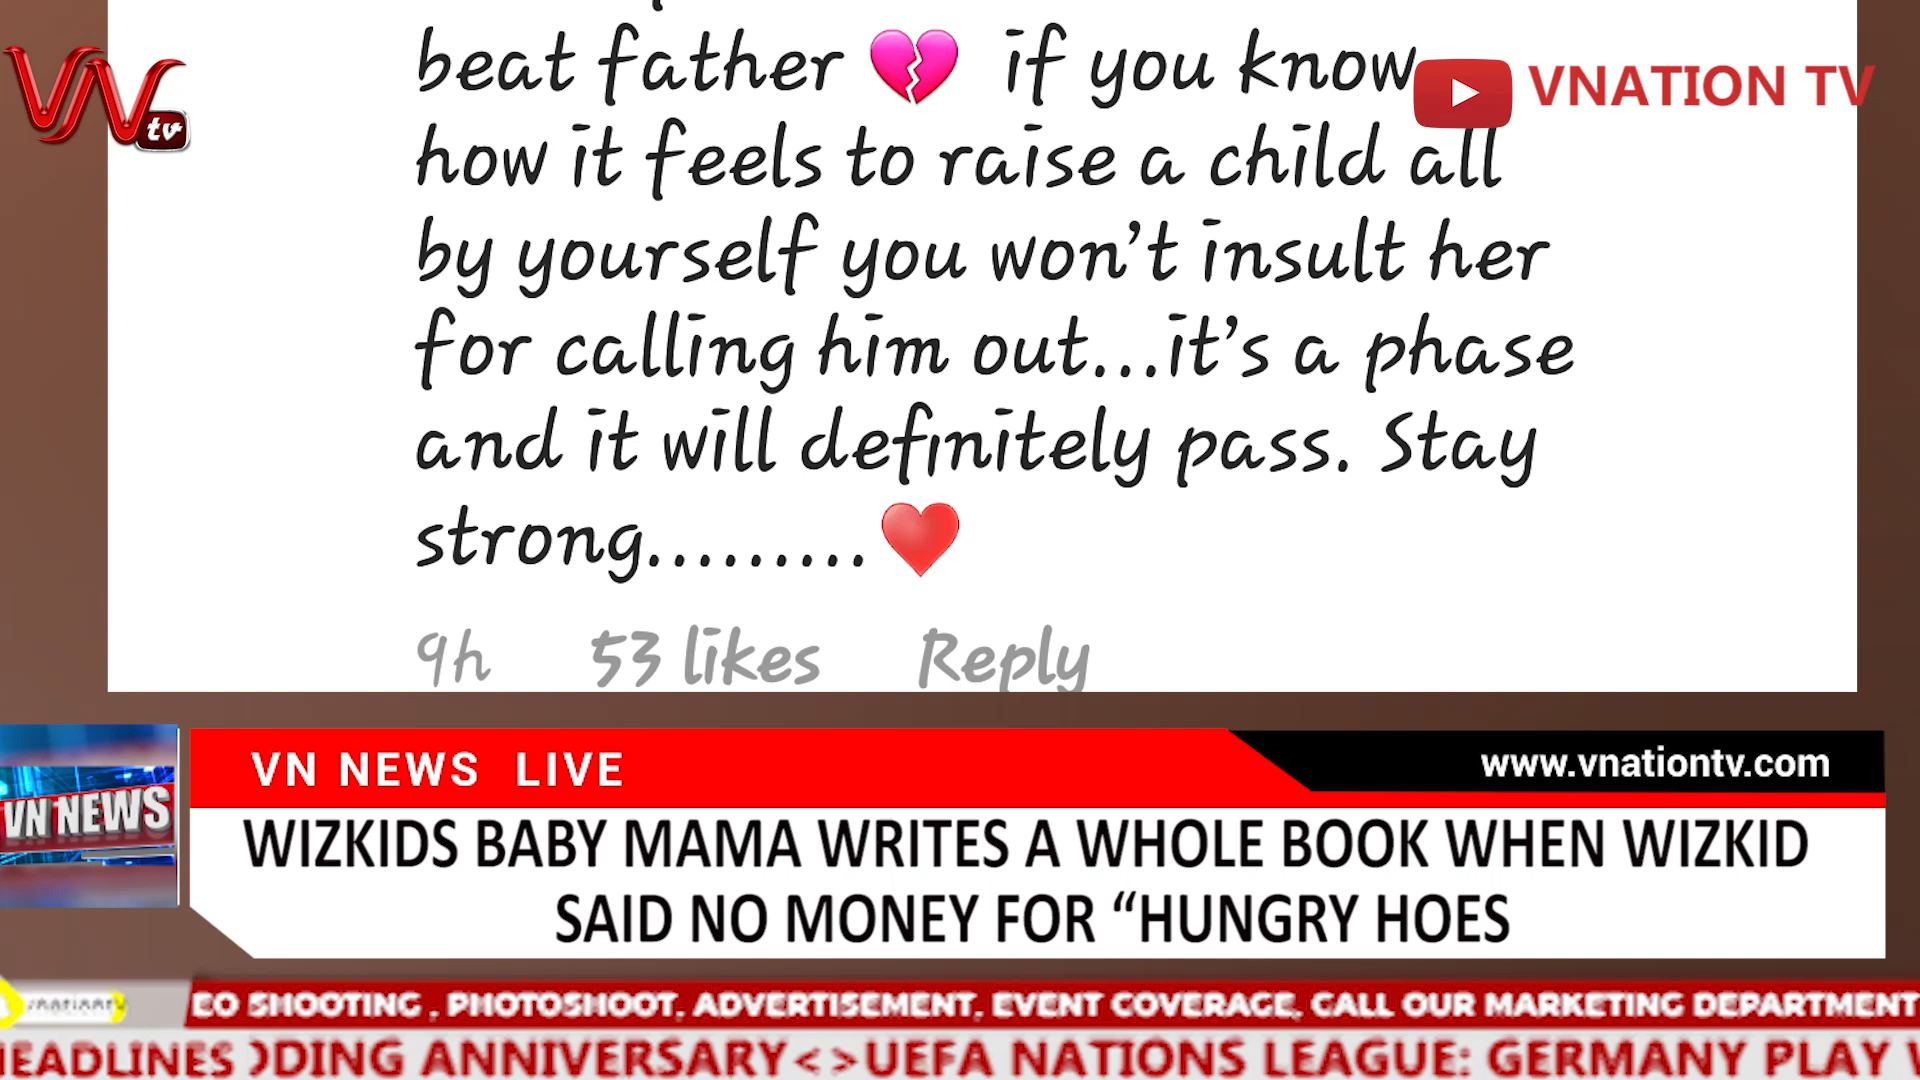 beat father 💔 if you know
how it feels to raise a child all
by yourself you won't insult her
for calling him out...it's a phase
and it will definitely pass. Stay
strong......... ❤️
9h 53 likes Reply
VN tv
VNATION TV
VN NEWS LIVE
www.vnationtv.com
VN NEWS
WIZKIDS BABY MAMA WRITES A WHOLE BOOK WHEN WIZKID
SAID NO MONEY FOR “HUNGRY HOES
vnationtv
EO SHOOTING , PHOTOSHOOT, ADVERTISEMENT, EVENT COVERAGE, CALL OUR MARKETING DEPARTMENT
HEADLINES DDING ANNIVERSARY<>UEFA NATIONS LEAGUE: GERMANY PLAY